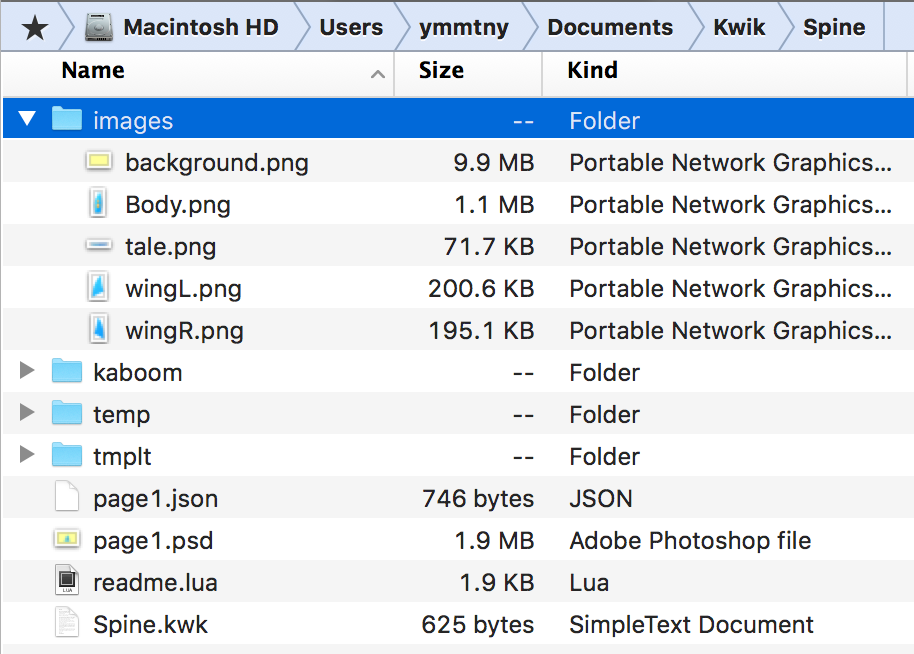 Macintosh HD Users ymmtny Documents Kwik Spine
Name Size Kind
images -- Folder
background.png 9.9 MB Portable Network Graphics...
Body.png 1.1 MB Portable Network Graphics...
tale.png 71.7 KB Portable Network Graphics...
wingL.png 200.6 KB Portable Network Graphics...
wingR.png 195.1 KB Portable Network Graphics...
kaboom -- Folder
temp -- Folder
tmplt -- Folder
page1.json 746 bytes JSON
page1.psd 1.9 MB Adobe Photoshop file
LUA readme.lua 1.9 KB Lua
Spine.kwk 625 bytes SimpleText Document